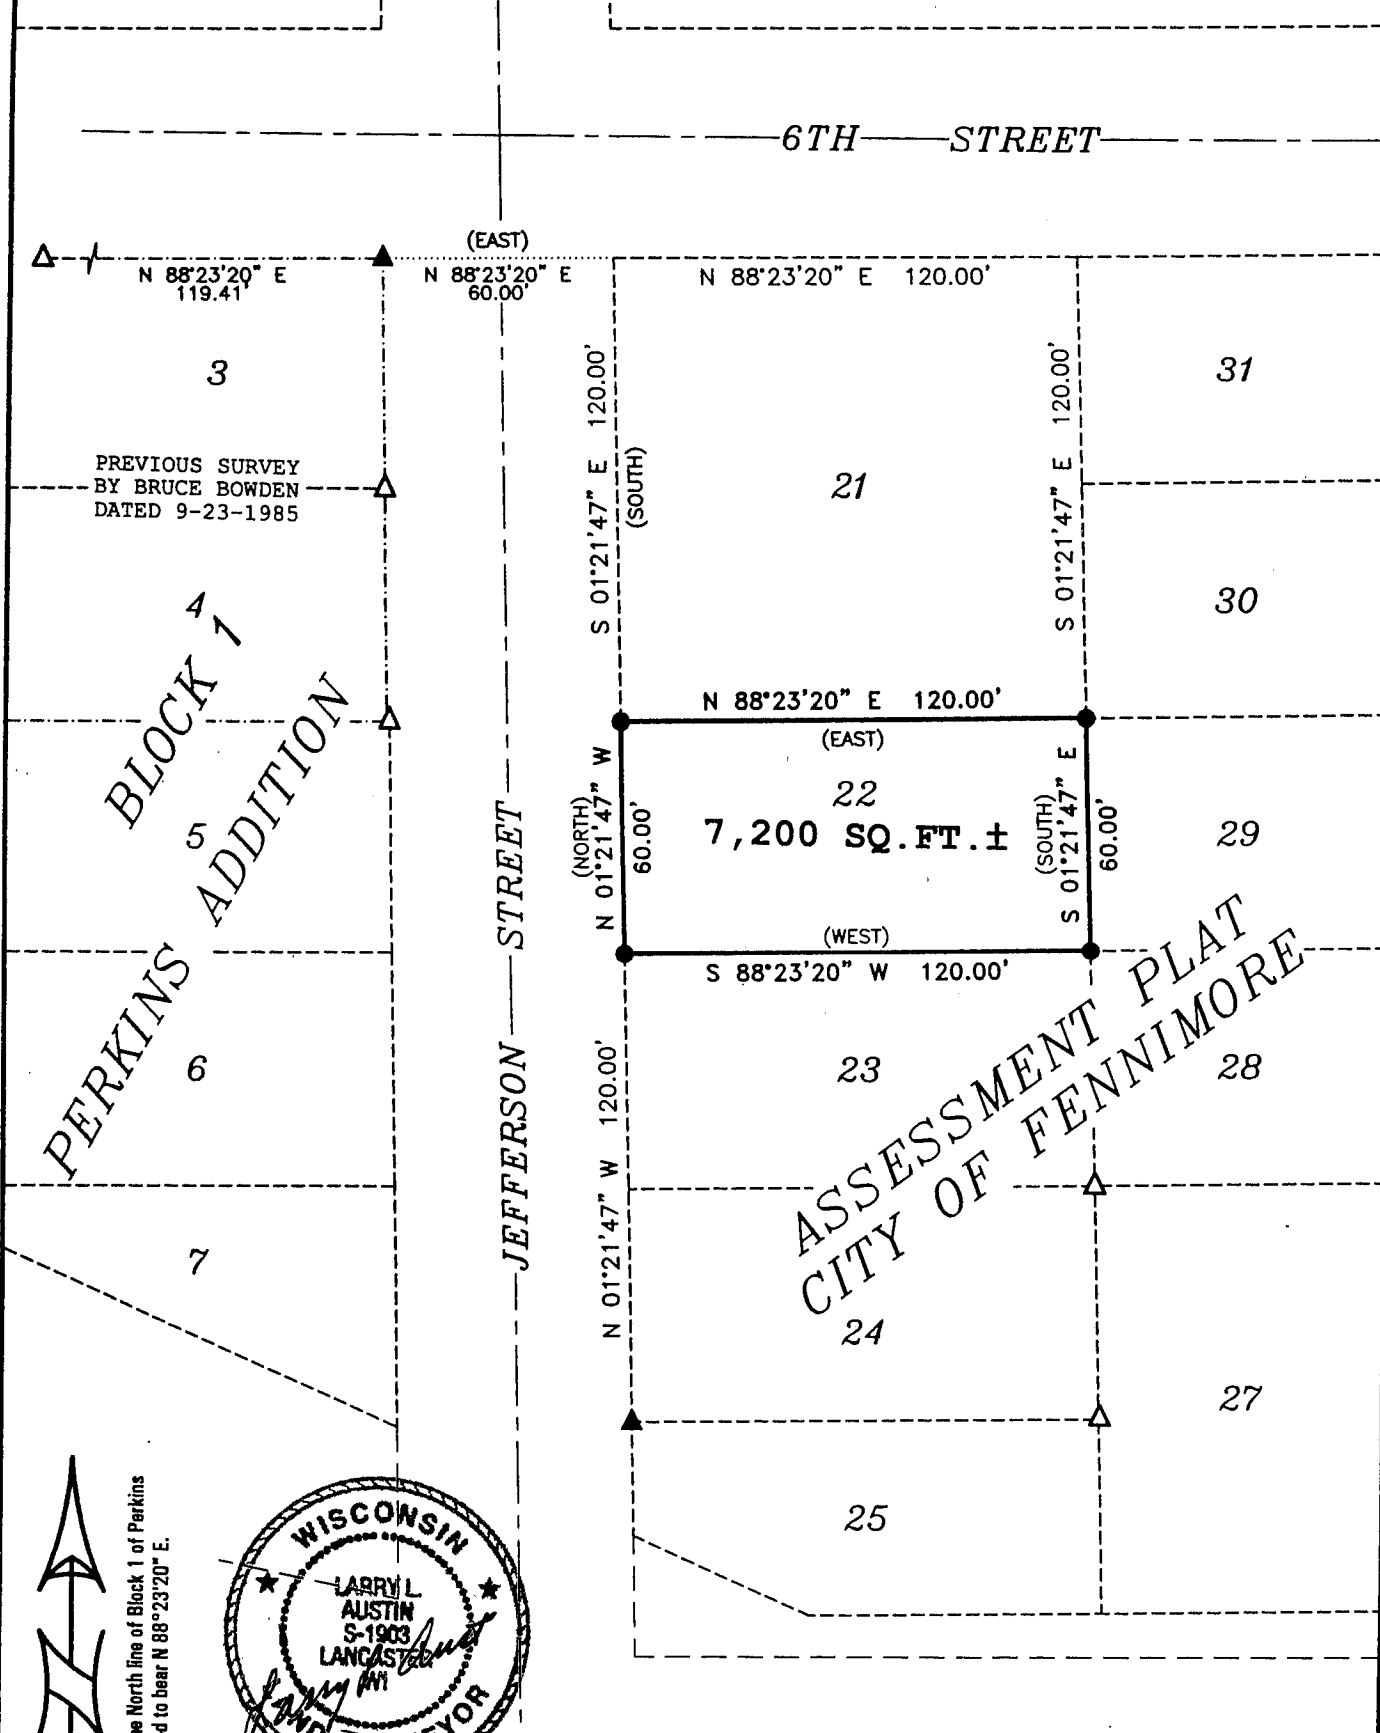 6TH STREET
(EAST)
N 88°23'20" E
119.41'
N 88°23'20" E
60.00'
N 88°23'20" E 120.00'
3
S 01°21'47" E 120.00'
(SOUTH)
S 01°21'47" E 120.00'
31
PREVIOUS SURVEY
BY BRUCE BOWDEN
DATED 9-23-1985
21
4
30
BLOCK 1
PERKINS ADDITION
N 88°23'20" E 120.00'
(EAST)
22
7,200 SQ.FT.±
(NORTH)
N 01°21'47" W
60.00'
(SOUTH)
S 01°21'47" E
60.00'
5
29
(WEST)
S 88°23'20" W 120.00'
JEFFERSON STREET
6
23
28
N 01°21'47" W 120.00'
ASSESSMENT PLAT
CITY OF FENNIMORE
7
24
27
25
North line of Block 1 of Perkins
to bear N 88°23'20" E.
WISCONSIN
LARRY L.
AUSTIN
S-1903
LANCASTER